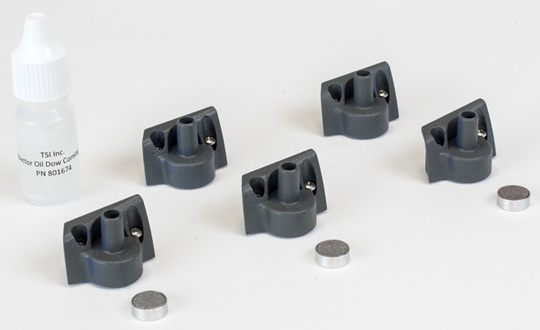 TSI Inc.
Oil Dow
PN 801674